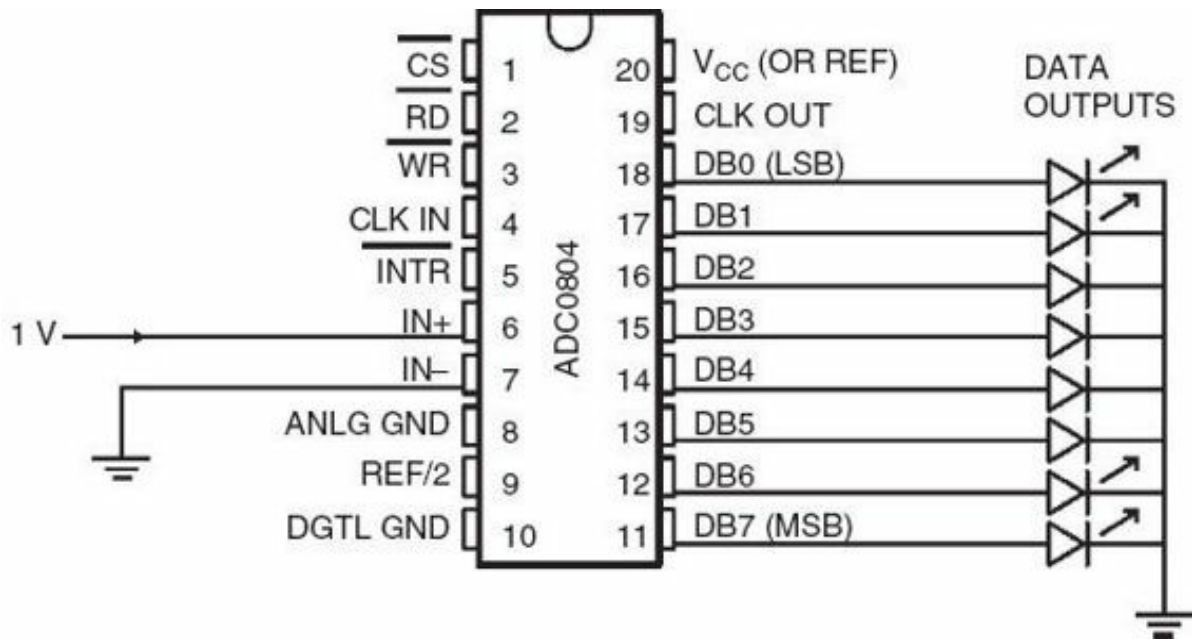 CS 1
RD 2
WR 3
CLK IN 4
INTR 5
1 V IN+ 6
IN– 7
ANLG GND 8
REF/2 9
DGTL GND 10
ADC0804
20 VCC (OR REF)
19 CLK OUT
18 DB0 (LSB)
17 DB1
16 DB2
15 DB3
14 DB4
13 DB5
12 DB6
11 DB7 (MSB)
DATA
OUTPUTS